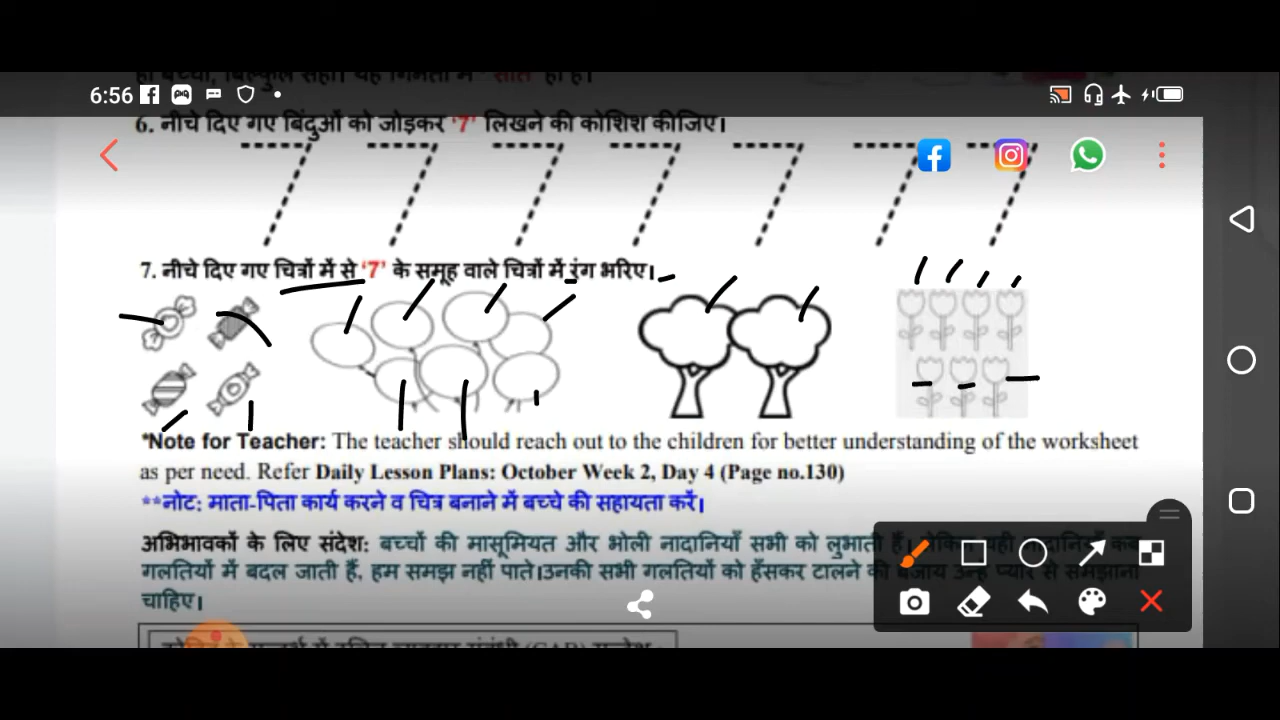 6:56
6. नीचे दिए गए बिंदुओं को जोड़कर '7' लिखने की कोशिश कीजिए।
7. नीचे दिए गए चित्रों में से '7' के समूह वाले चित्रों में रंग भरिए।
*Note for Teacher: The teacher should reach out to the children for better understanding of the worksheet
as per need. Refer Daily Lesson Plans: October Week 2, Day 4 (Page no.130)
**नोट: माता-पिता कार्य करने व चित्र बनाने में बच्चे की सहायता करें।
अभिभावकों के लिए संदेश: बच्चों की मासूमियत और भोली नादानियाँ सभी को लुभाती हैं। लेकिन यही नादानियाँ कब
गलतियों में बदल जाती हैं, हम समझ नहीं पाते।उनकी सभी गलतियों को हँसकर टालने की बजाय उन्हें प्यार से समझाना
चाहिए।